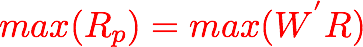 max(R_p) = max(W^' R)